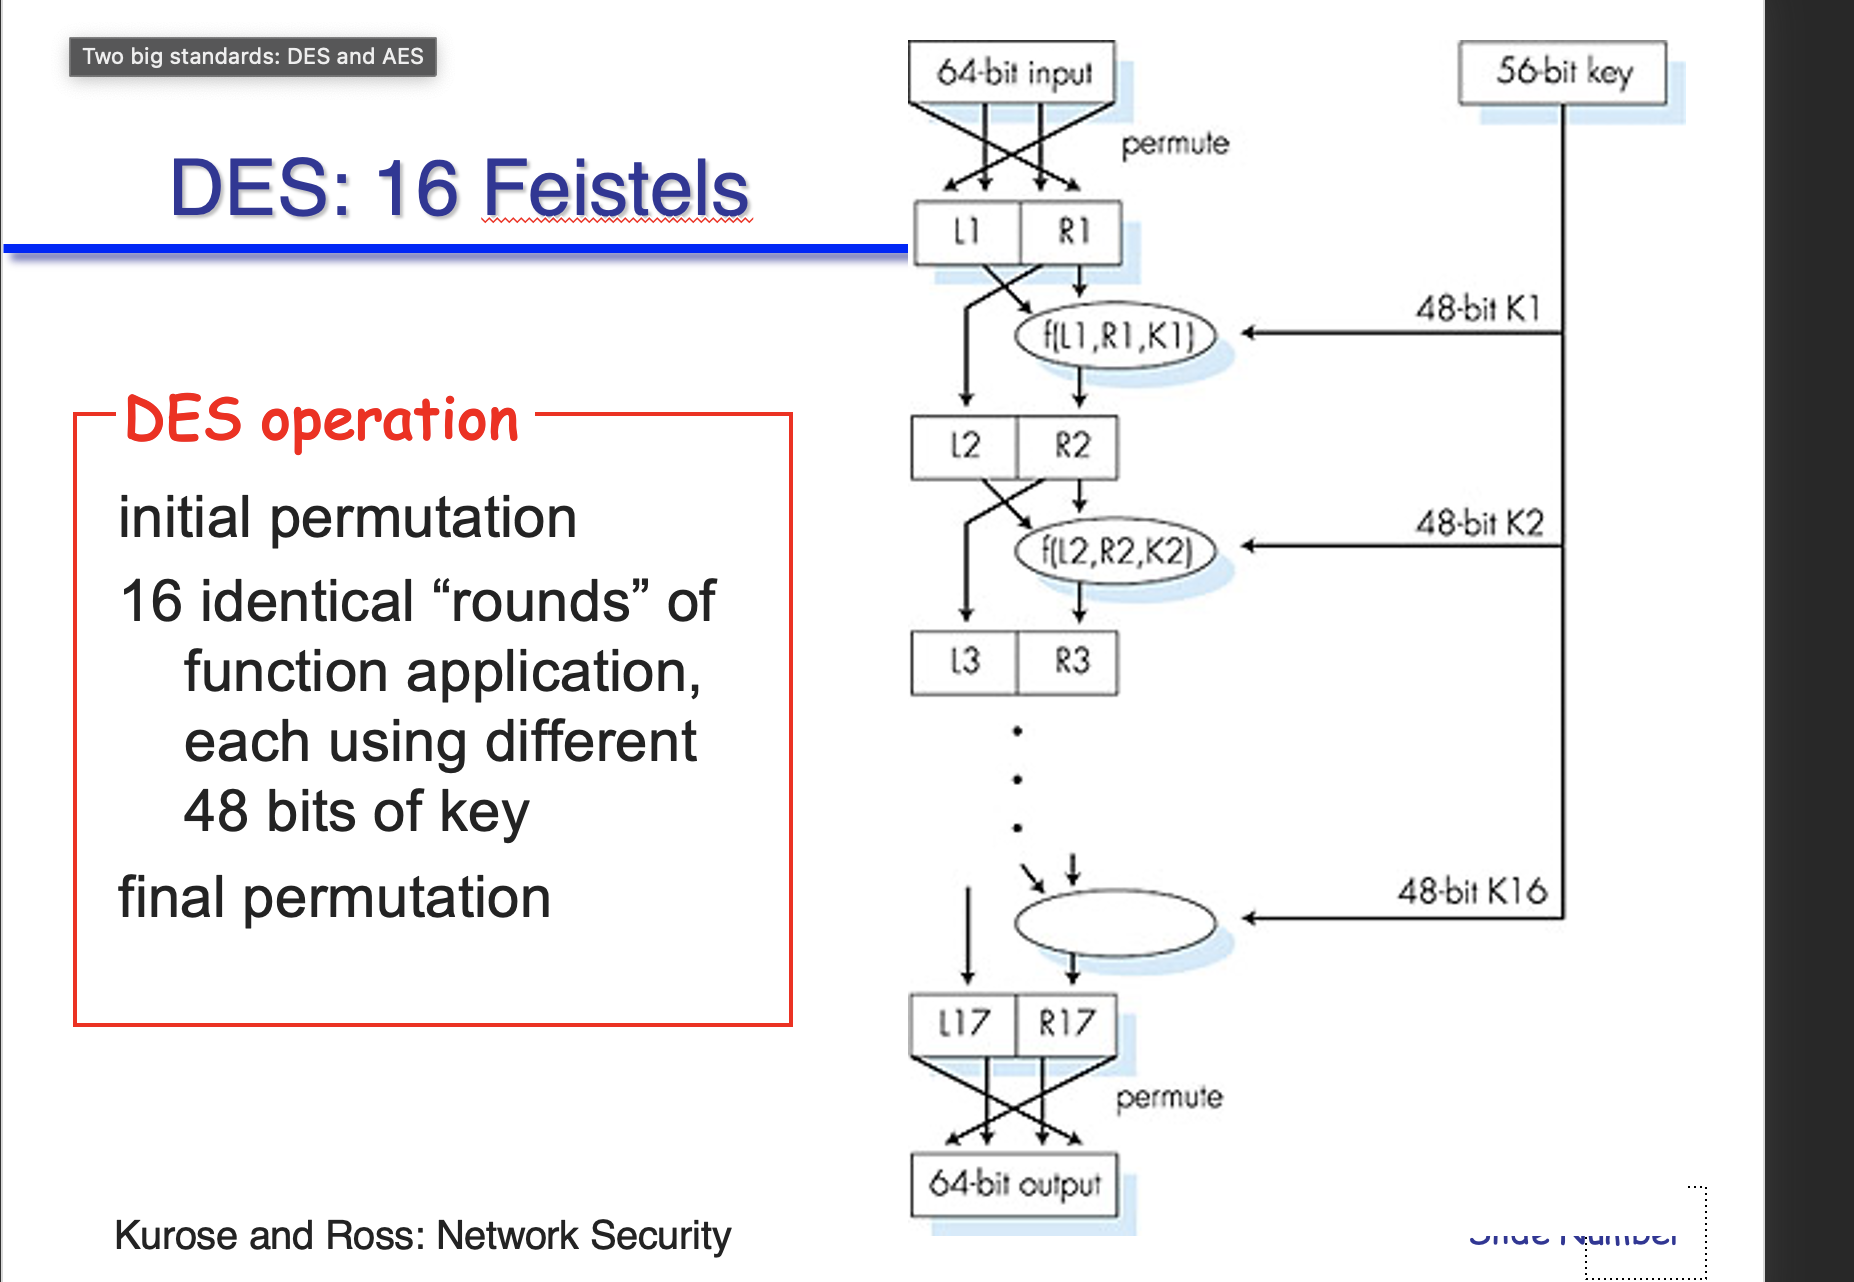 Two big standards: DES and AES
DES: 16 Feistels
DES operation
initial permutation
16 identical “rounds” of
function application,
each using different
48 bits of key
final permutation
Kurose and Ross: Network Security
64-bit input
56-bit key
permute
L1 R1
48-bit K1
f(L1,R1,K1)
L2 R2
48-bit K2
f(L2,R2,K2)
L3 R3
48-bit K16
L17 R17
permute
64-bit output
Slide Number